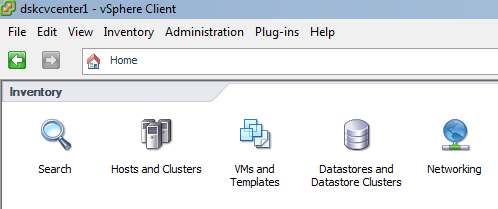 dskcvcenter1 - vSphere Client
File Edit View Inventory Administration Plug-ins Help
Home
Inventory
Search Hosts and Clusters VMs and Templates Datastores and Datastore Clusters Networking